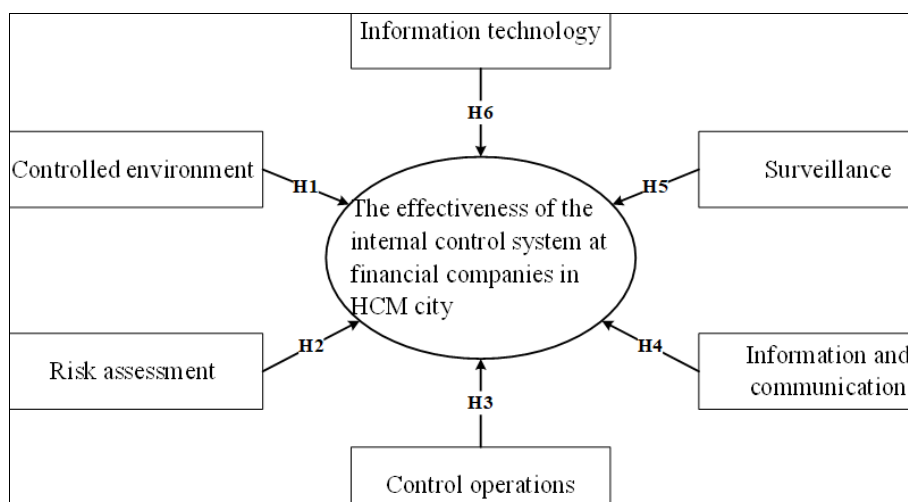 Information technology
H6
Controlled environment
Surveillance
H1
H5
The effectiveness of the
internal control system at
financial companies in
HCM city
H2
H4
Risk assessment
Information and
communication
H3
Control operations